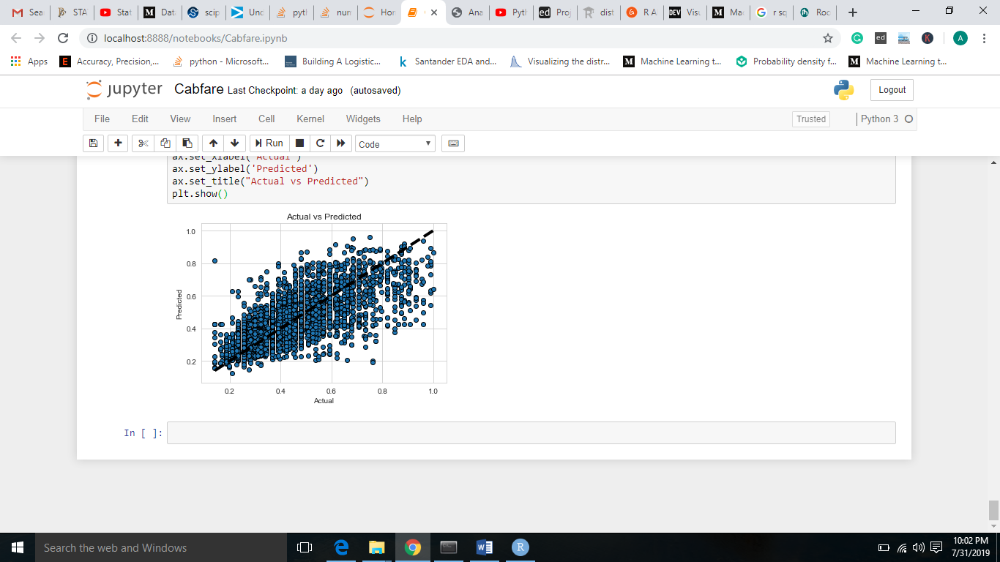 Sea STA Stat Dat scip Unc pytl nun Hor Ana Pytl ed Proj dist R A DEV Visu Mac r sq Roc
localhost:8888/notebooks/Cabfare.ipynb ed K A
Apps E Accuracy, Precision,... python - Microsoft... Building A Logistic... k Santander EDA and... Visualizing the distr... M Machine Learning t... Probability density f... M Machine Learning t...
jupyter Cabfare Last Checkpoint: a day ago (autosaved) Logout
File Edit View Insert Cell Kernel Widgets Help Trusted Python 3
Run Code
ax.set_xlabel('Actual')
ax.set_ylabel('Predicted')
ax.set_title("Actual vs Predicted")
plt.show()
Actual vs Predicted
1.0
0.8
0.6
0.4
0.2
Predicted
0.2 0.4 0.6 0.8 1.0
Actual
In [ ]:
Search the web and Windows
10:02 PM
7/31/2019